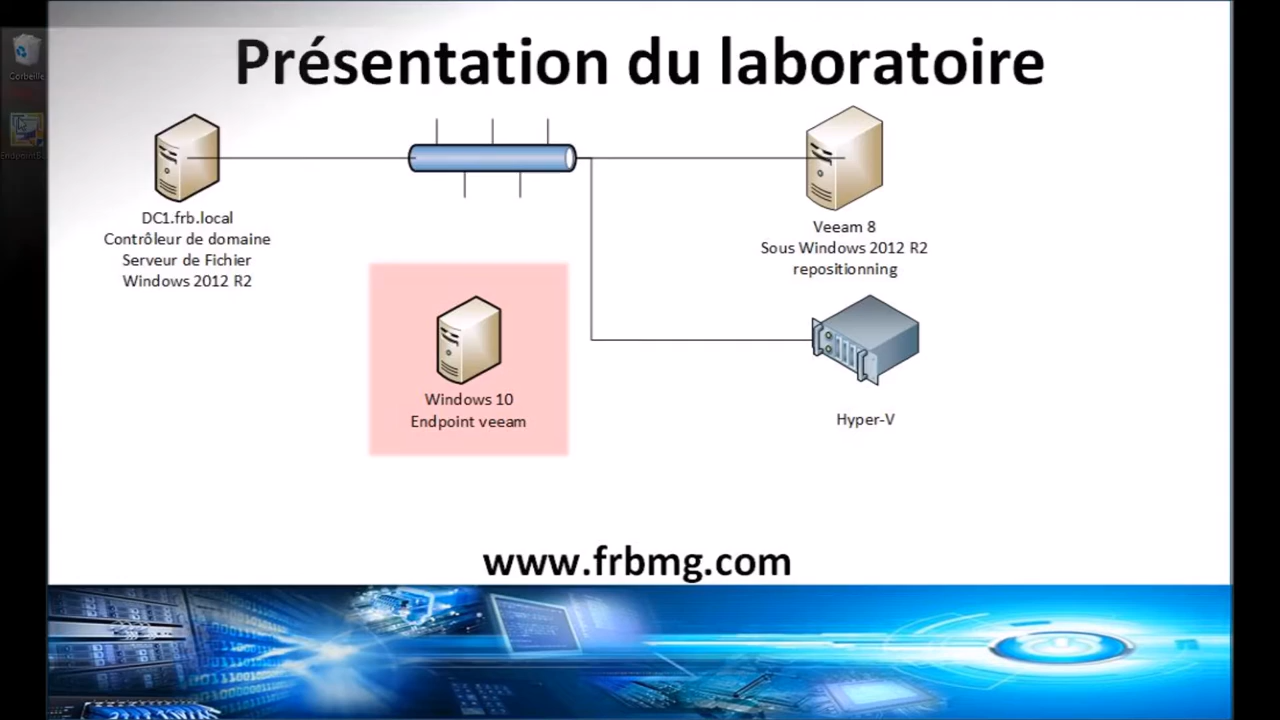 Présentation du laboratoire
Corbeille
DC1.frb.local
Contrôleur de domaine
Serveur de Fichier
Windows 2012 R2
Veeam 8
Sous Windows 2012 R2
repositionning
Windows 10
Endpoint veeam
Hyper-V
www.frbmg.com